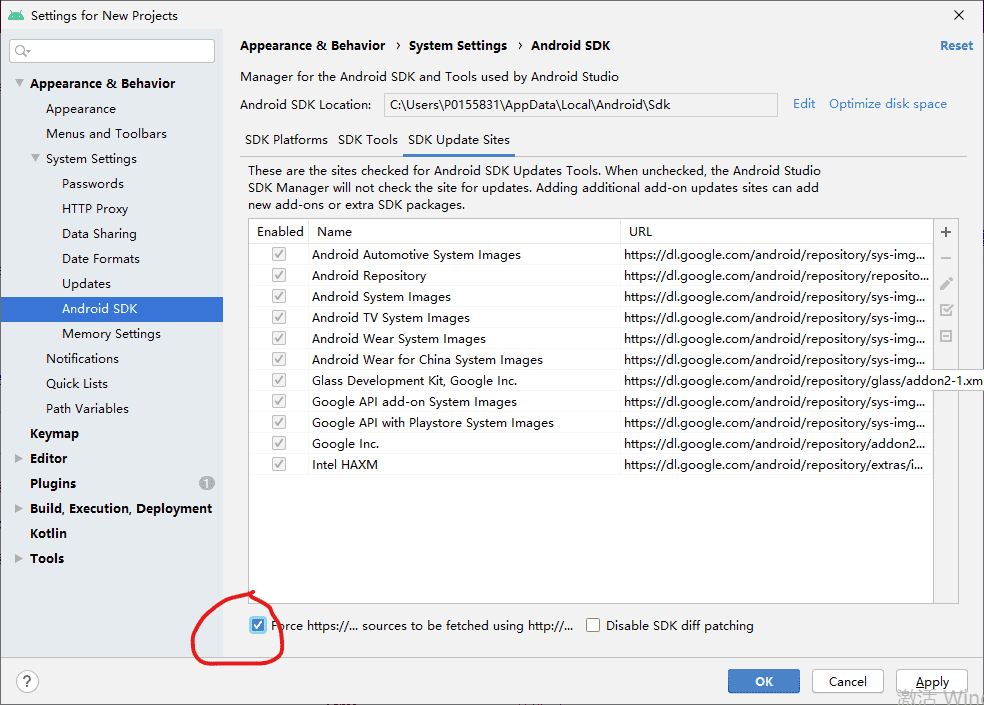 Settings for New Projects
Appearance & Behavior › System Settings › Android SDK
Reset
Manager for the Android SDK and Tools used by Android Studio
Android SDK Location:
C:\Users\P0155831\AppData\Local\Android\Sdk
Edit
Optimize disk space
Appearance & Behavior
Appearance
Menus and Toolbars
System Settings
Passwords
HTTP Proxy
Data Sharing
Date Formats
Updates
Android SDK
Memory Settings
Notifications
Quick Lists
Path Variables
Keymap
Editor
Plugins
1
Build, Execution, Deployment
Kotlin
Tools
SDK Platforms
SDK Tools
SDK Update Sites
These are the sites checked for Android SDK Updates Tools. When unchecked, the Android Studio
SDK Manager will not check the site for updates. Adding additional add-on updates sites can add
new add-ons or extra SDK packages.
Enabled Name URL
Android Automotive System Images https://dl.google.com/android/repository/sys-img...
Android Repository https://dl.google.com/android/repository/reposito...
Android System Images https://dl.google.com/android/repository/sys-img...
Android TV System Images https://dl.google.com/android/repository/sys-img...
Android Wear System Images https://dl.google.com/android/repository/sys-img...
Android Wear for China System Images https://dl.google.com/android/repository/sys-img...
Glass Development Kit, Google Inc. https://dl.google.com/android/repository/glass/addon2-1.xm
Google API add-on System Images https://dl.google.com/android/repository/sys-img...
Google API with Playstore System Images https://dl.google.com/android/repository/sys-img...
Google Inc. https://dl.google.com/android/repository/addon2...
Intel HAXM https://dl.google.com/android/repository/extras/i...
Force https://... sources to be fetched using http://...
Disable SDK diff patching
?
OK
Cancel
Apply
激活 Win